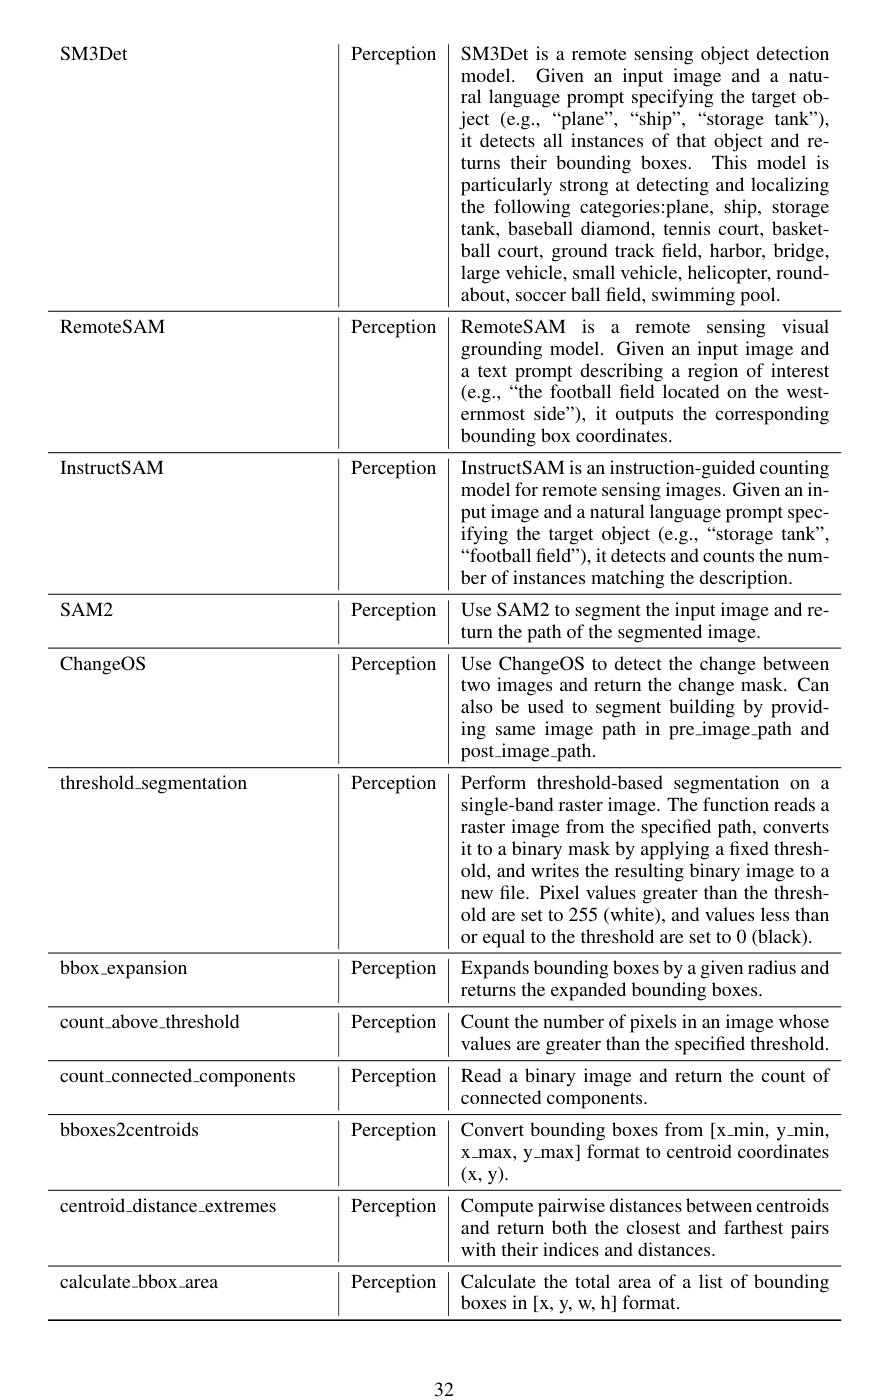 SM3Det Perception SM3Det is a remote sensing object detection
model. Given an input image and a natu-
ral language prompt specifying the target ob-
ject (e.g., “plane”, “ship”, “storage tank”),
it detects all instances of that object and re-
turns their bounding boxes. This model is
particularly strong at detecting and localizing
the following categories:plane, ship, storage
tank, baseball diamond, tennis court, basket-
ball court, ground track field, harbor, bridge,
large vehicle, small vehicle, helicopter, round-
about, soccer ball field, swimming pool.
RemoteSAM Perception RemoteSAM is a remote sensing visual
grounding model. Given an input image and
a text prompt describing a region of interest
(e.g., “the football field located on the west-
ernmost side”), it outputs the corresponding
bounding box coordinates.
InstructSAM Perception InstructSAM is an instruction-guided counting
model for remote sensing images. Given an in-
put image and a natural language prompt spec-
ifying the target object (e.g., “storage tank”,
“football field”), it detects and counts the num-
ber of instances matching the description.
SAM2 Perception Use SAM2 to segment the input image and re-
turn the path of the segmented image.
ChangeOS Perception Use ChangeOS to detect the change between
two images and return the change mask. Can
also be used to segment building by provid-
ing same image path in pre_image_path and
post_image_path.
threshold_segmentation Perception Perform threshold-based segmentation on a
single-band raster image. The function reads a
raster image from the specified path, converts
it to a binary mask by applying a fixed thresh-
old, and writes the resulting binary image to a
new file. Pixel values greater than the thresh-
old are set to 255 (white), and values less than
or equal to the threshold are set to 0 (black).
bbox_expansion Perception Expands bounding boxes by a given radius and
returns the expanded bounding boxes.
count_above_threshold Perception Count the number of pixels in an image whose
values are greater than the specified threshold.
count_connected_components Perception Read a binary image and return the count of
connected components.
bboxes2centroids Perception Convert bounding boxes from [x_min, y_min,
x_max, y_max] format to centroid coordinates
(x, y).
centroid_distance_extremes Perception Compute pairwise distances between centroids
and return both the closest and farthest pairs
with their indices and distances.
calculate_bbox_area Perception Calculate the total area of a list of bounding
boxes in [x, y, w, h] format.
32